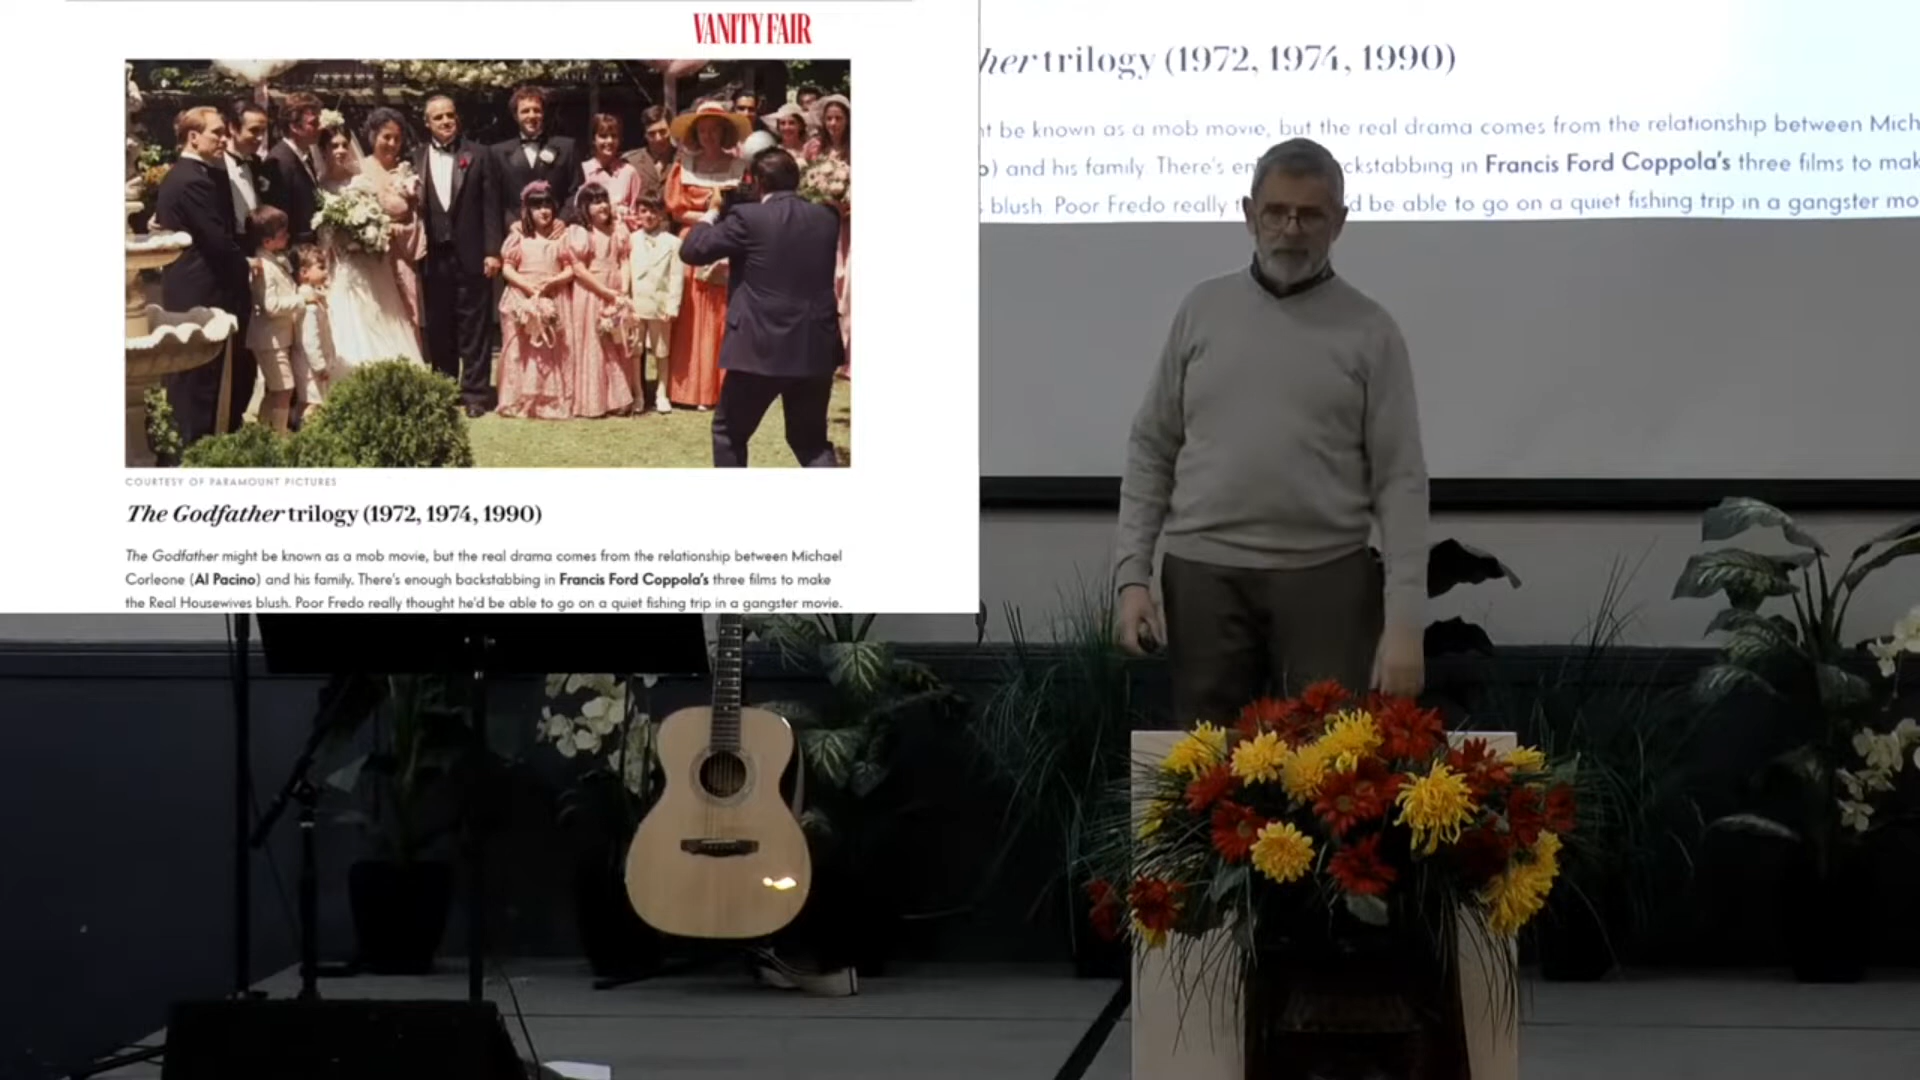 VANITY FAIR
COURTESY OF PARAMOUNT PICTURES
The Godfather trilogy (1972, 1974, 1990)
The Godfather might be known as a mob movie, but the real drama comes from the relationship between Michael
Corleone (Al Pacino) and his family. There's enough backstabbing in Francis Ford Coppola's three films to make
the Real Housewives blush. Poor Fredo really thought he'd be able to go on a quiet fishing trip in a gangster movie.
her trilogy (1972, 1974, 1990)
t be known as a mob movie, but the real drama comes from the relationship between Mich
o) and his family. There's en ckstabbing in Francis Ford Coppola's three films to mak
blush Poor Fredo really t 'd be able to go on a quiet fishing trip in a gangster mo